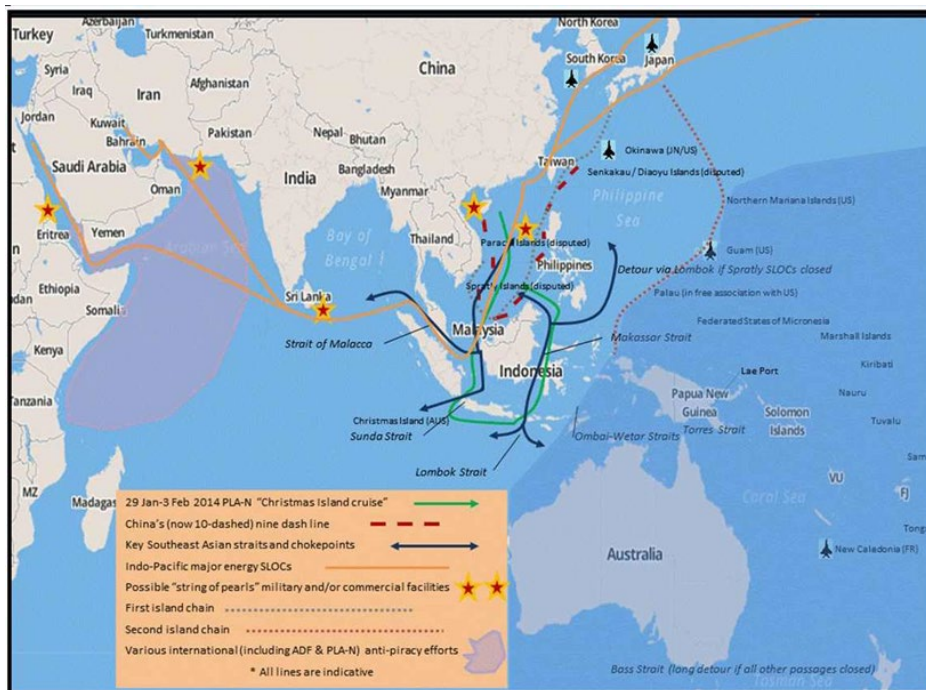 North Korea
Azerbaijan
Turkey
Turkmenistan
South Korea
Japan
Syria
China
Afghanistan
Iraq
Iran
Jordan
Kuwait
Bahrain
Pakistan
Nepal
Bhutan
Saudi Arabia
Bangladesh
Oman
India
Myanmar
Taiwan
Okinawa (JN/US)
Senkakau / Diaoyu Islands (disputed)
Philippine
Sea
Northern Mariana Islands (US)
Eritrea
Yemen
Arabian Sea
Bay of
Bengal
Thailand
Paracel Islands (disputed)
Guam (US)
Philippines
Detour via Lombok if Spratly SLOCs closed
Ethiopia
Somalia
Sri Lanka
Spratly Islands (disputed)
Palau (in free association with US)
Strait of Malacca
Malaysia
Federated States of Micronesia
Marshall Islands
Makassar Strait
Kenya
Kiribati
Indonesia
Lae Port
Nauru
Tanzania
Papua New
Guinea
Solomon
Islands
Tuvalu
Christmas Island (AUS)
Sunda Strait
Ombai-Wetar Straits
Torres Strait
Lombok Strait
Sam
MZ
Madagas
VU
FJ
Coral Sea
Tong
Australia
New Caledonia (FR)
Bass Strait (long detour if all other passages closed)
Tasman Sea
29 Jan-3 Feb 2014 PLA-N “Christmas Island cruise”
China’s (now 10-dashed) nine dash line
Key Southeast Asian straits and chokepoints
Indo-Pacific major energy SLOCs
Possible “string of pearls” military and/or commercial facilities
First island chain
Second island chain
Various international (including ADF & PLA-N) anti-piracy efforts
* All lines are indicative